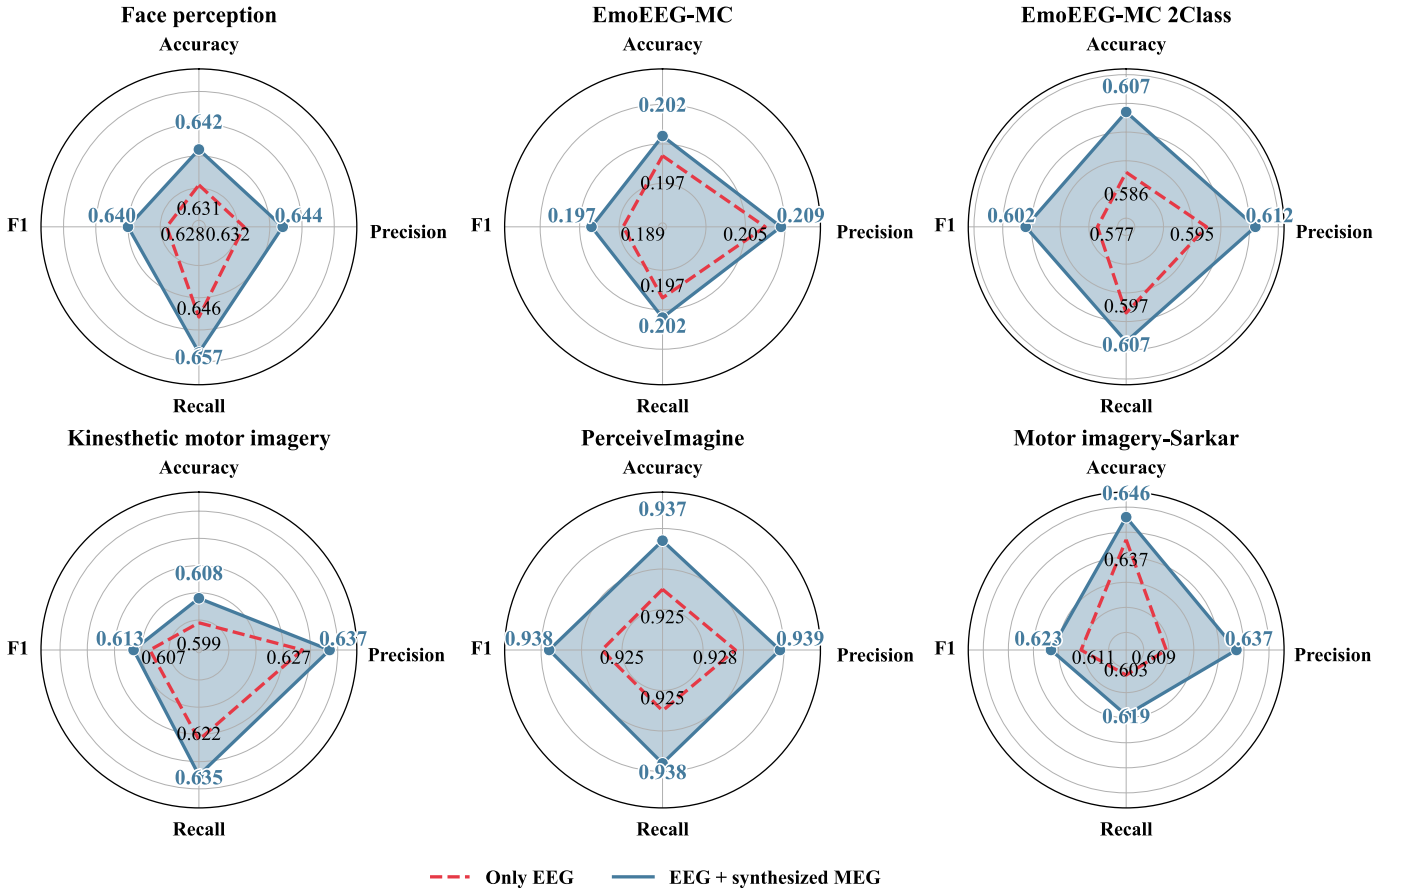 Face perception
Accuracy
0.642
0.631
F1
0.640
0.628
0.632
0.644
Precision
0.646
0.657
Recall
EmoEEG-MC
Accuracy
0.202
0.197
F1
0.197
0.189
0.205
0.209
Precision
0.197
0.202
Recall
EmoEEG-MC 2Class
Accuracy
0.607
0.586
F1
0.602
0.577
0.595
0.612
Precision
0.597
0.607
Recall
Kinesthetic motor imagery
Accuracy
0.608
0.599
F1
0.613
0.607
0.627
0.637
Precision
0.622
0.635
Recall
PerceiveImagine
Accuracy
0.937
0.925
F1
0.938
0.925
0.928
0.939
Precision
0.925
0.938
Recall
Motor imagery-Sarkar
Accuracy
0.646
0.637
F1
0.623
0.611
0.609
0.637
Precision
0.603
0.619
Recall
Only EEG
EEG + synthesized MEG